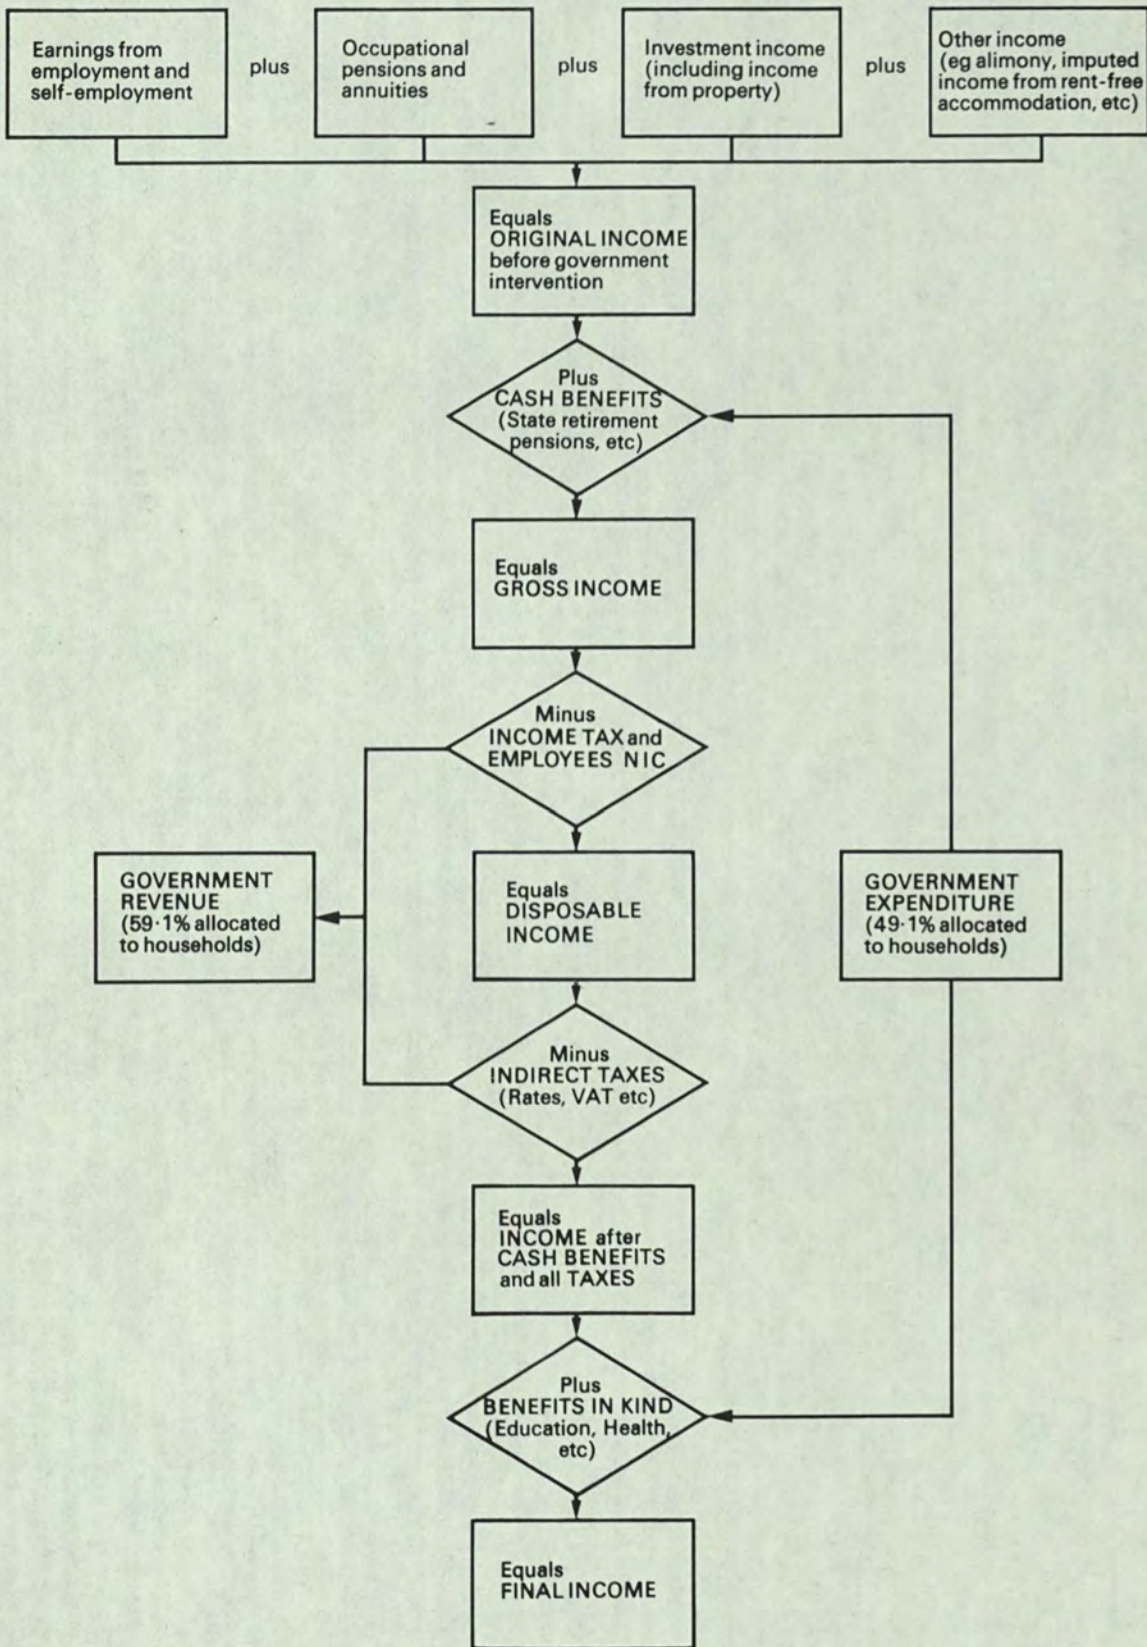 Earnings from
employment and
self-employment
plus
Occupational
pensions and
annuities
plus
Investment income
(including income
from property)
plus
Other income
(eg alimony, imputed
income from rent-free
accommodation, etc)
Equals
ORIGINAL INCOME
before government
intervention
Plus
CASH BENEFITS
(State retirement
pensions, etc)
Equals
GROSS INCOME
Minus
INCOME TAX and
EMPLOYEES NIC
GOVERNMENT
REVENUE
(59·1% allocated
to households)
Equals
DISPOSABLE
INCOME
GOVERNMENT
EXPENDITURE
(49·1% allocated
to households)
Minus
INDIRECT TAXES
(Rates, VAT etc)
Equals
INCOME after
CASH BENEFITS
and all TAXES
Plus
BENEFITS IN KIND
(Education, Health,
etc)
Equals
FINAL INCOME